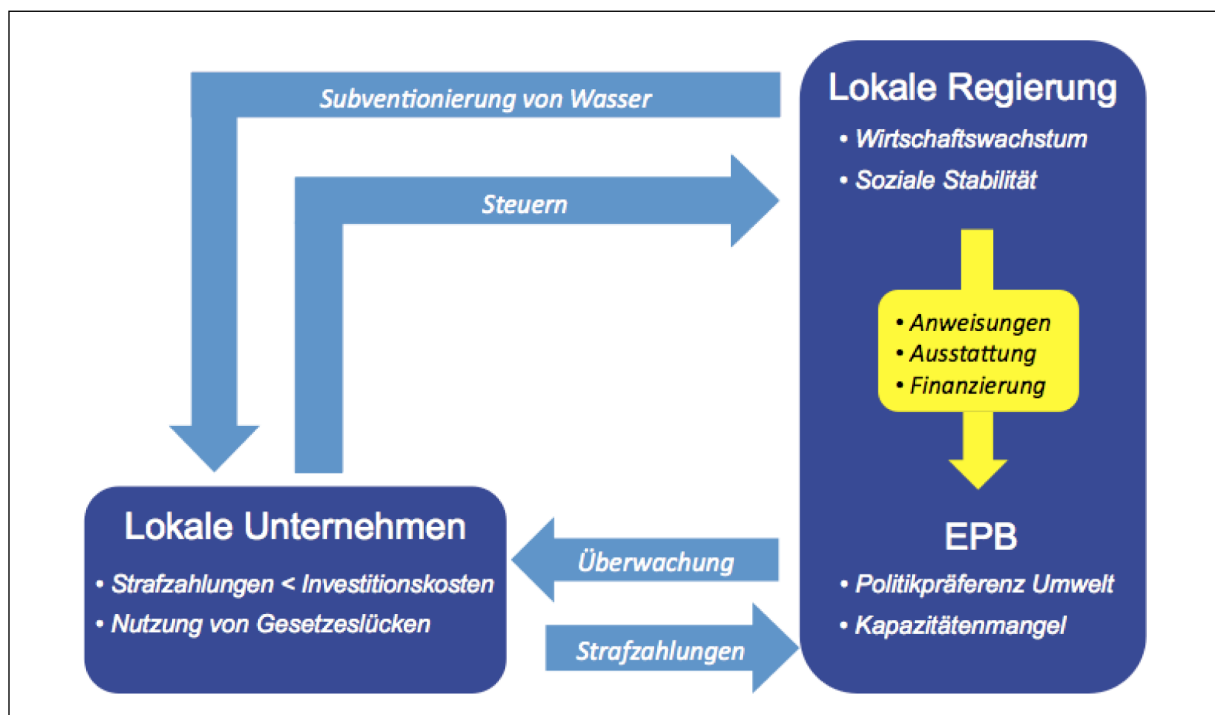 Subventionierung von Wasser
Steuern
Lokale Regierung
• Wirtschaftswachstum
• Soziale Stabilität
• Anweisungen
• Ausstattung
• Finanzierung
Lokale Unternehmen
• Strafzahlungen < Investitionskosten
• Nutzung von Gesetzeslücken
Überwachung
Strafzahlungen
EPB
• Politikpräferenz Umwelt
• Kapazitätenmangel